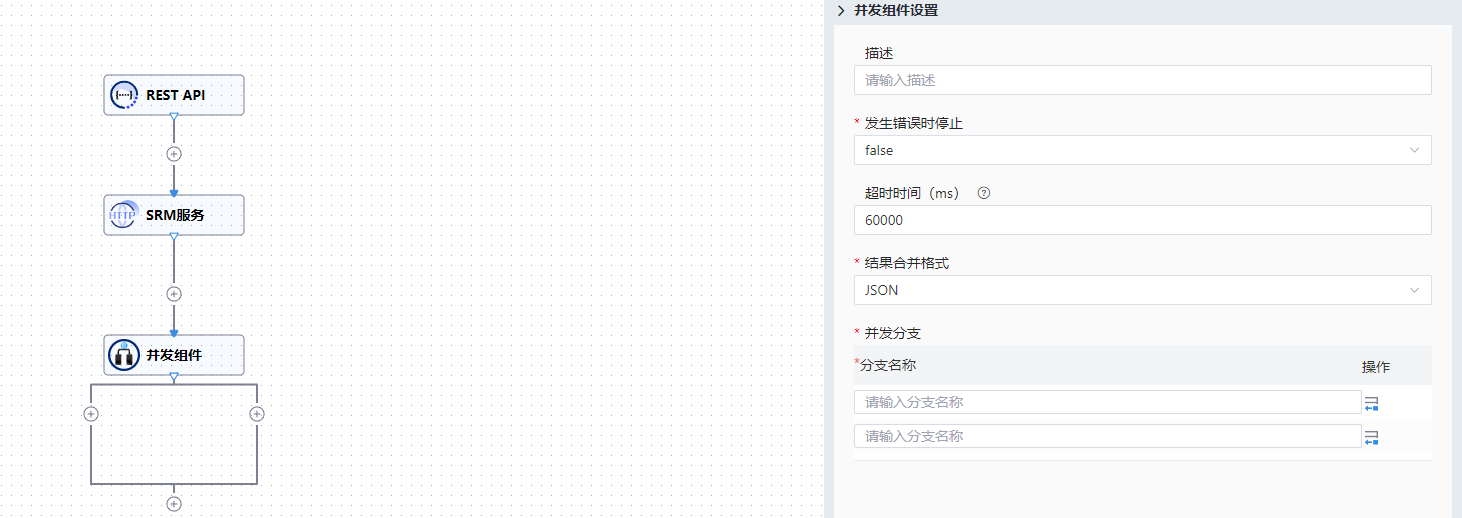 REST API
HTTP
SRM服务
并发组件
并发组件设置
描述
请输入描述
* 发生错误时停止
false
超时时间（ms） ?
60000
* 结果合并格式
JSON
* 并发分支
*分支名称 操作
请输入分支名称
请输入分支名称